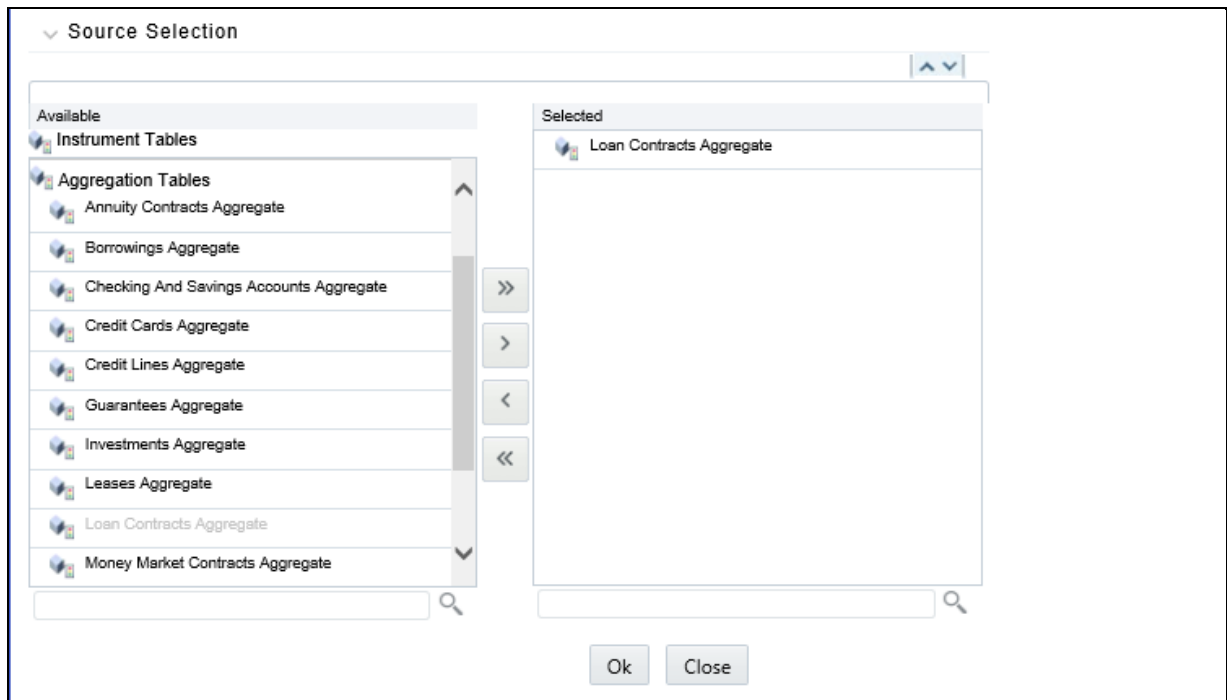 Source Selection
Available
Instrument Tables
Aggregation Tables
Annuity Contracts Aggregate
Borrowings Aggregate
Checking And Savings Accounts Aggregate
Credit Cards Aggregate
Credit Lines Aggregate
Guarantees Aggregate
Investments Aggregate
Leases Aggregate
Loan Contracts Aggregate
Money Market Contracts Aggregate
Selected
Loan Contracts Aggregate
Ok
Close